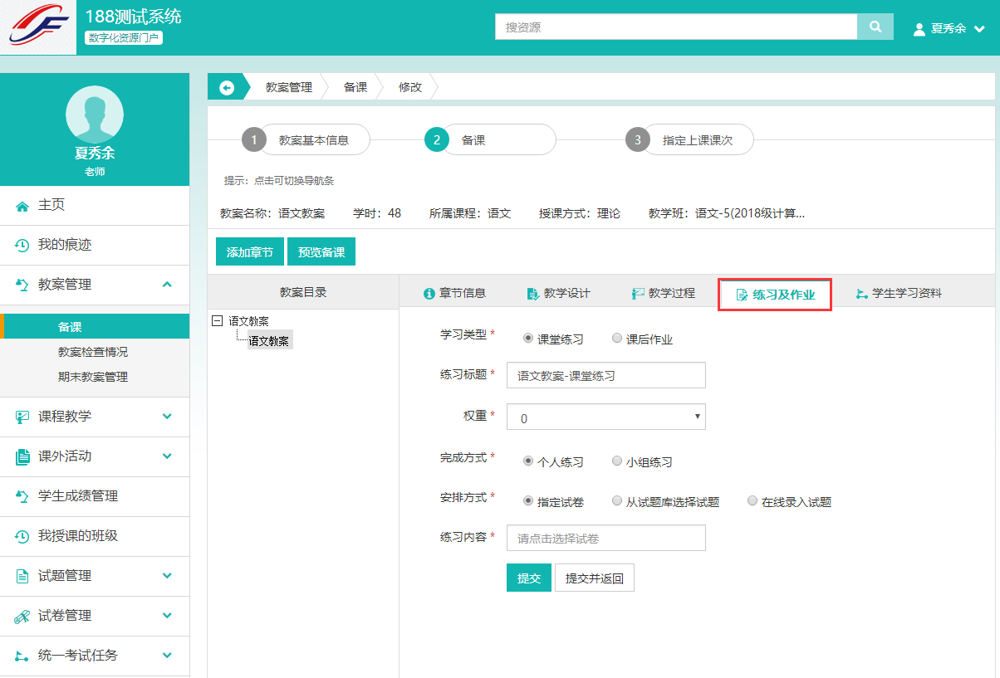 188测试系统
数字化资源门户
搜资源
夏秀余
夏秀余
老师
主页
我的痕迹
教案管理
备课
教案检查情况
期末教案管理
课程教学
课外活动
学生成绩管理
我授课的班级
试题管理
试卷管理
统一考试任务
教案管理 备课 修改
1 教案基本信息 2 备课 3 指定上课课次
提示：点击可切换导航条
教案名称：语文教案 学时：48 所属课程：语文 授课方式：理论 教学班：语文-5(2018级计算...
添加章节 预览备课
教案目录
语文教案
语文教案
章节信息 教学设计 教学过程 练习及作业 学生学习资料
学习类型 * 课堂练习 课后作业
练习标题 * 语文教案-课堂练习
权重 * 0
完成方式 * 个人练习 小组练习
安排方式 * 指定试卷 从试题库选择试题 在线录入试题
练习内容 * 请点击选择试卷
提交 提交并返回